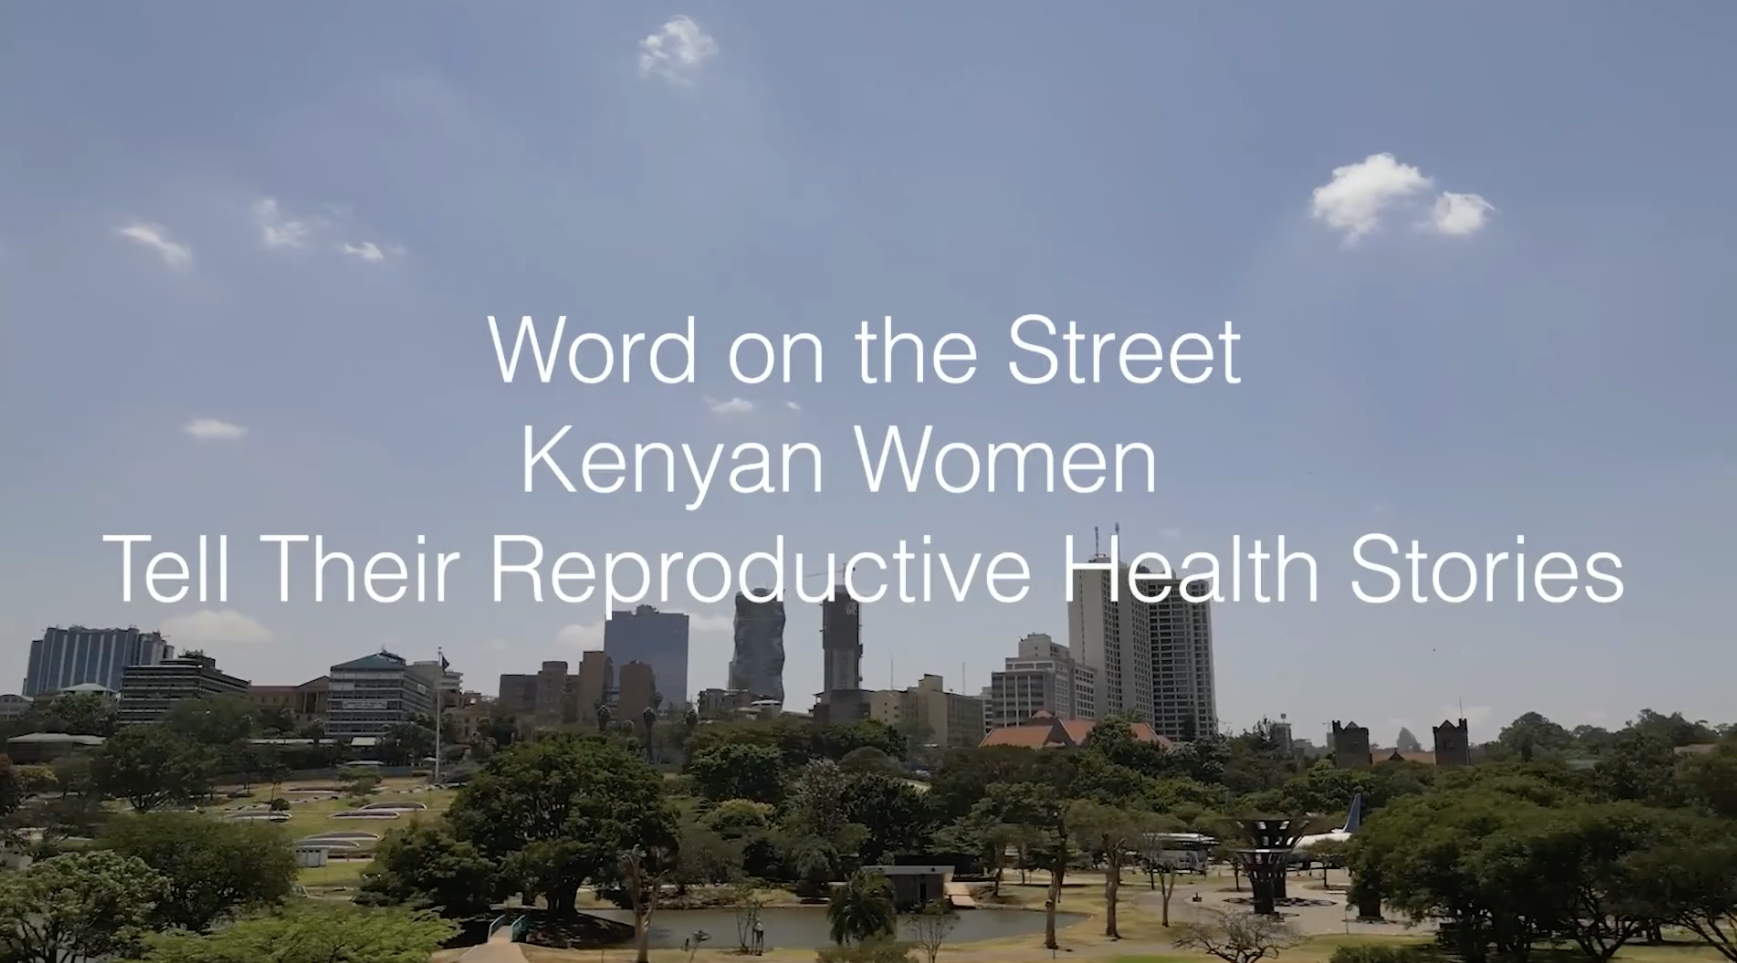 Word on the Street
Kenyan Women
Tell Their Reproductive Health Stories